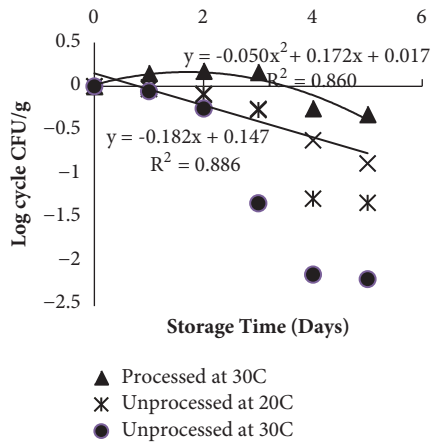 0 2 4 6
0.5
0
−0.5
−1
−1.5
−2
−2.5
y = -0.050x² + 0.172x + 0.017
R² = 0.860
y = -0.182x + 0.147
R² = 0.886
Log cycle CFU/g
Storage Time (Days)
Processed at 30C
Unprocessed at 20C
Unprocessed at 30C